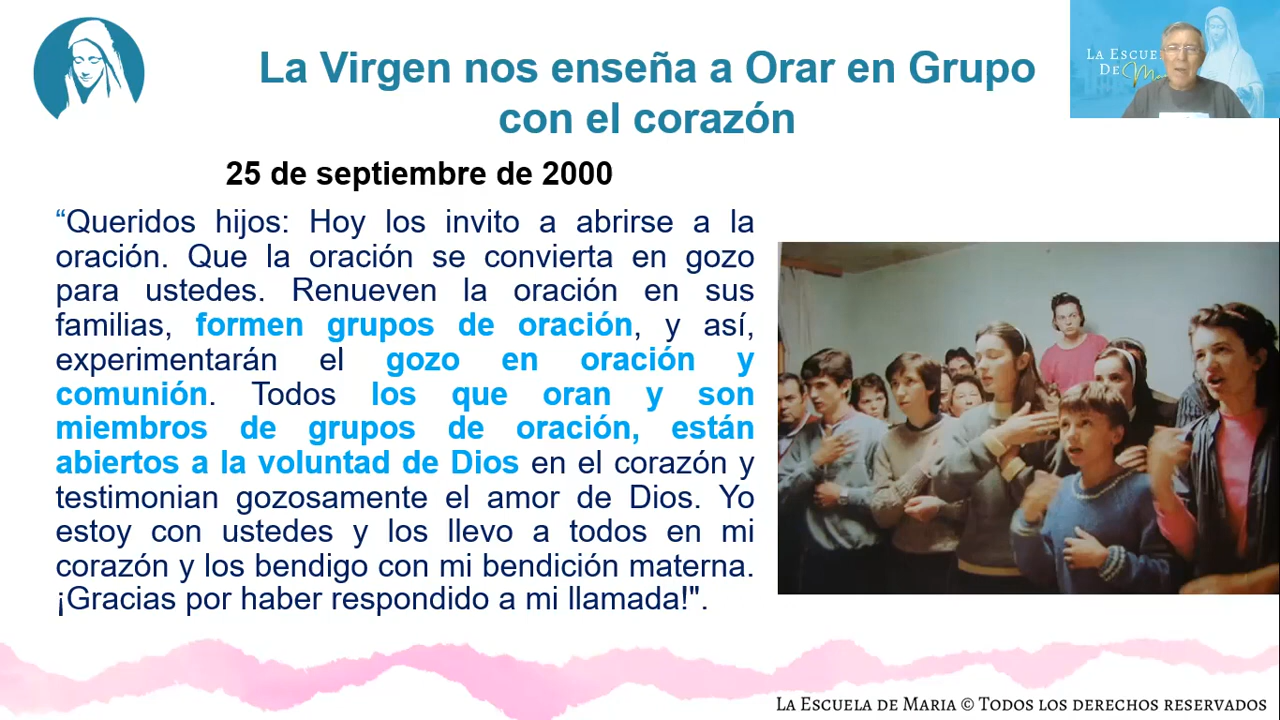 La Virgen nos enseña a Orar en Grupo
con el corazón
25 de septiembre de 2000
“Queridos hijos: Hoy los invito a abrirse a la
oración. Que la oración se convierta en gozo
para ustedes. Renueven la oración en sus
familias, formen grupos de oración, y así,
experimentarán el gozo en oración y
comunión. Todos los que oran y son
miembros de grupos de oración, están
abiertos a la voluntad de Dios en el corazón y
testimonian gozosamente el amor de Dios. Yo
estoy con ustedes y los llevo a todos en mi
corazón y los bendigo con mi bendición materna.
¡Gracias por haber respondido a mi llamada!".
La Escuela de Maria © Todos los derechos reservados
La
De